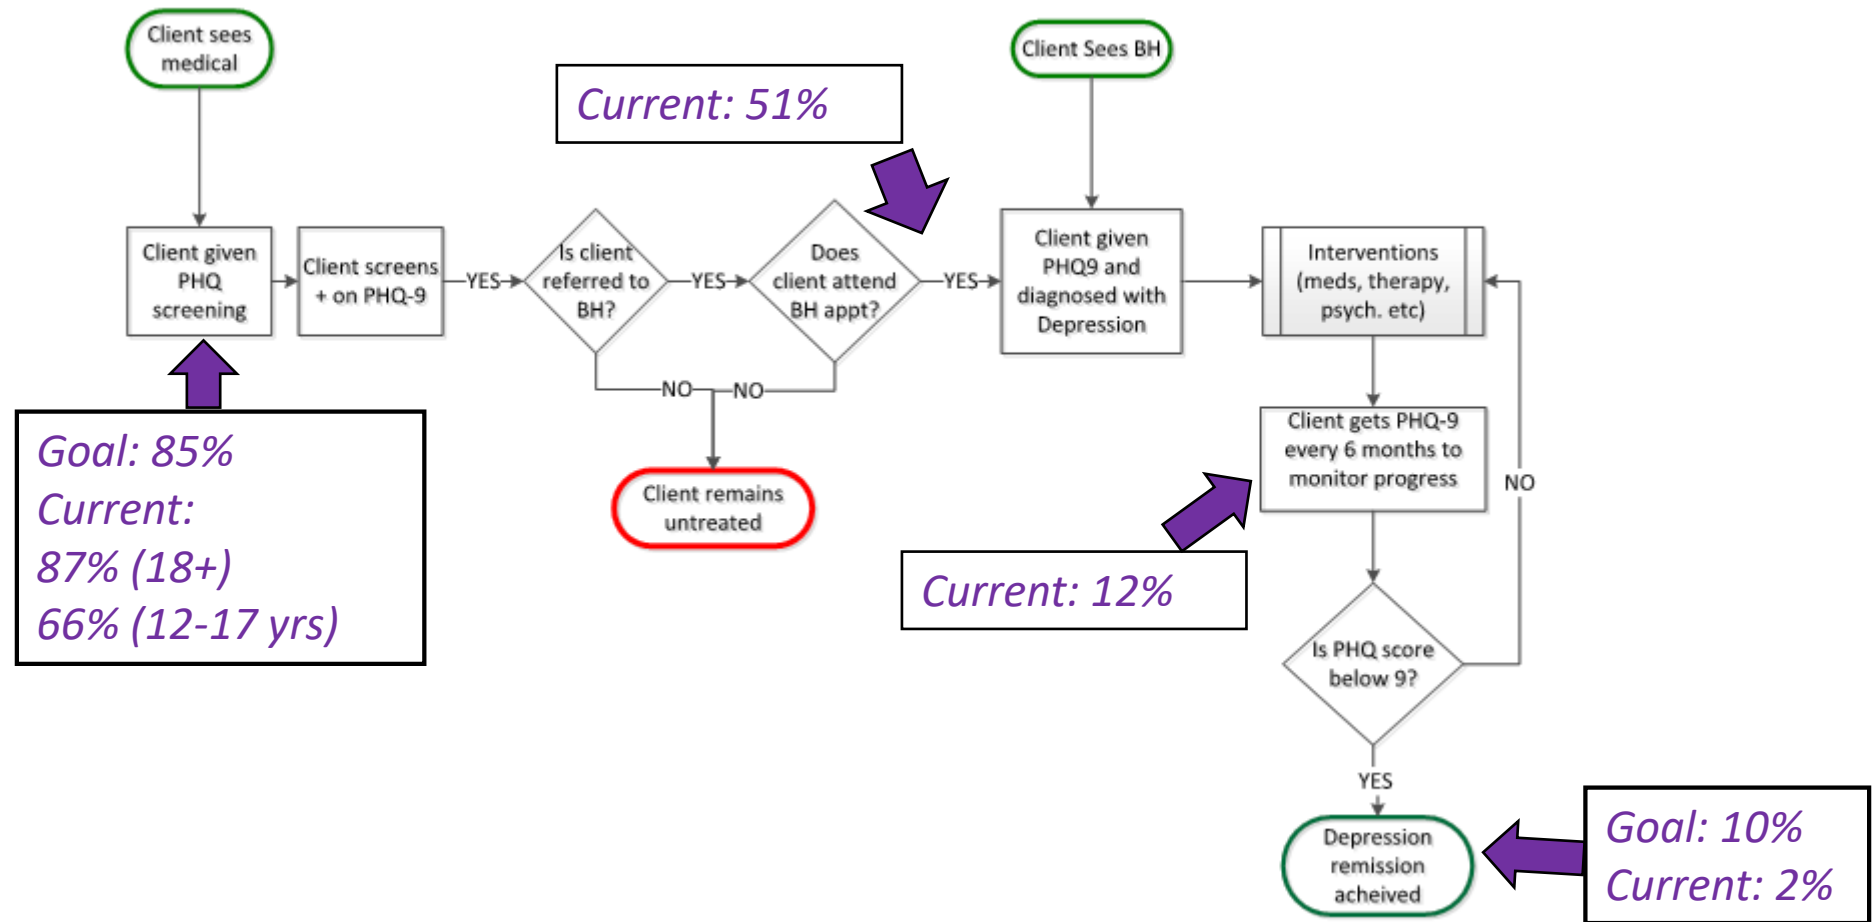 Client sees
medical
Client Sees BH
Current: 51%
Client given
PHQ
screening
Client screens
+ on PHQ-9
YES
Is client
referred to
BH?
YES
Does
client attend
BH appt?
YES
Client given
PHQ9 and
diagnosed with
Depression
Interventions
(meds, therapy,
psych. etc)
NO
NO
Client remains
untreated
Goal: 85%
Current:
87% (18+)
66% (12-17 yrs)
Client gets PHQ-9
every 6 months to
monitor progress
NO
Current: 12%
Is PHQ score
below 9?
YES
Depression
remission
acheived
Goal: 10%
Current: 2%